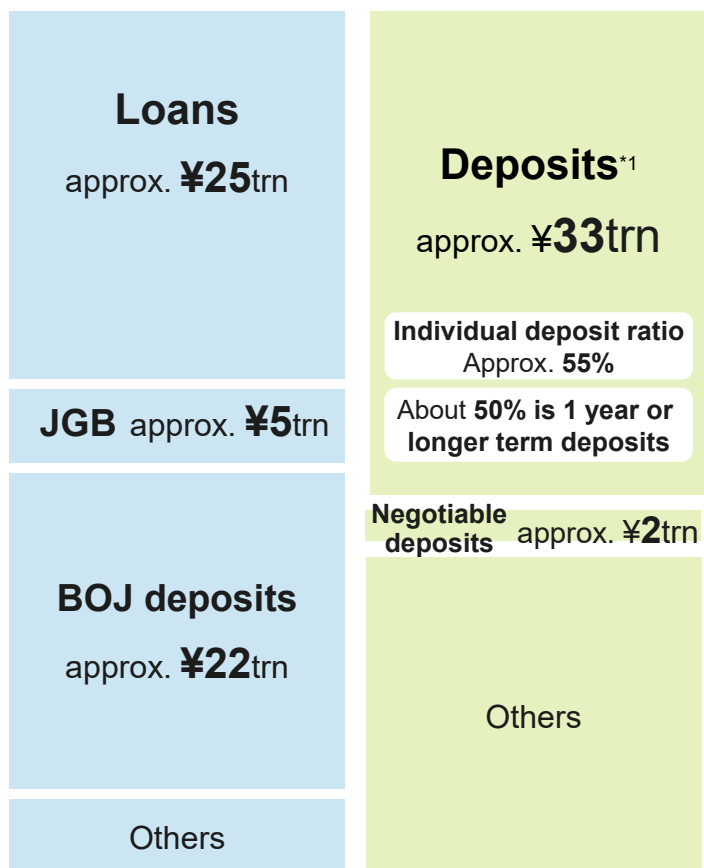 Loans
approx. ¥25trn
JGB approx. ¥5trn
BOJ deposits
approx. ¥22trn
Others
Deposits*1
approx. ¥33trn
Individual deposit ratio
Approx. 55%
About 50% is 1 year or
longer term deposits
Negotiable
deposits approx. ¥2trn
Others